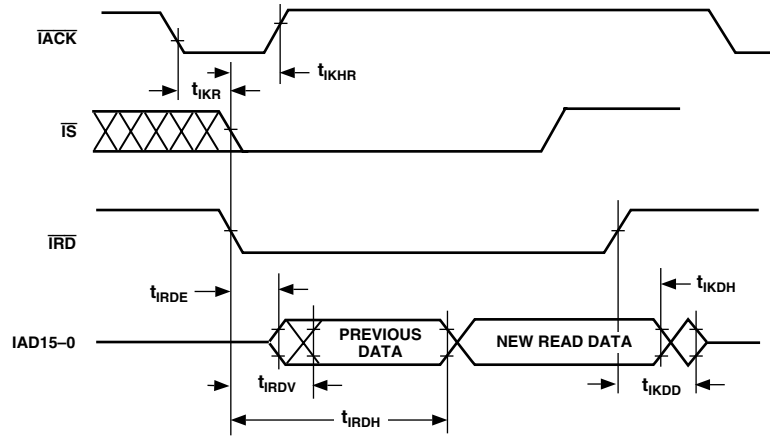 IACK
tIKHR
tIKR
IS
IRD
tIRDE
tIKDH
IAD15–0
PREVIOUS
DATA
NEW READ DATA
tIRDV
tIKDD
tIRDH